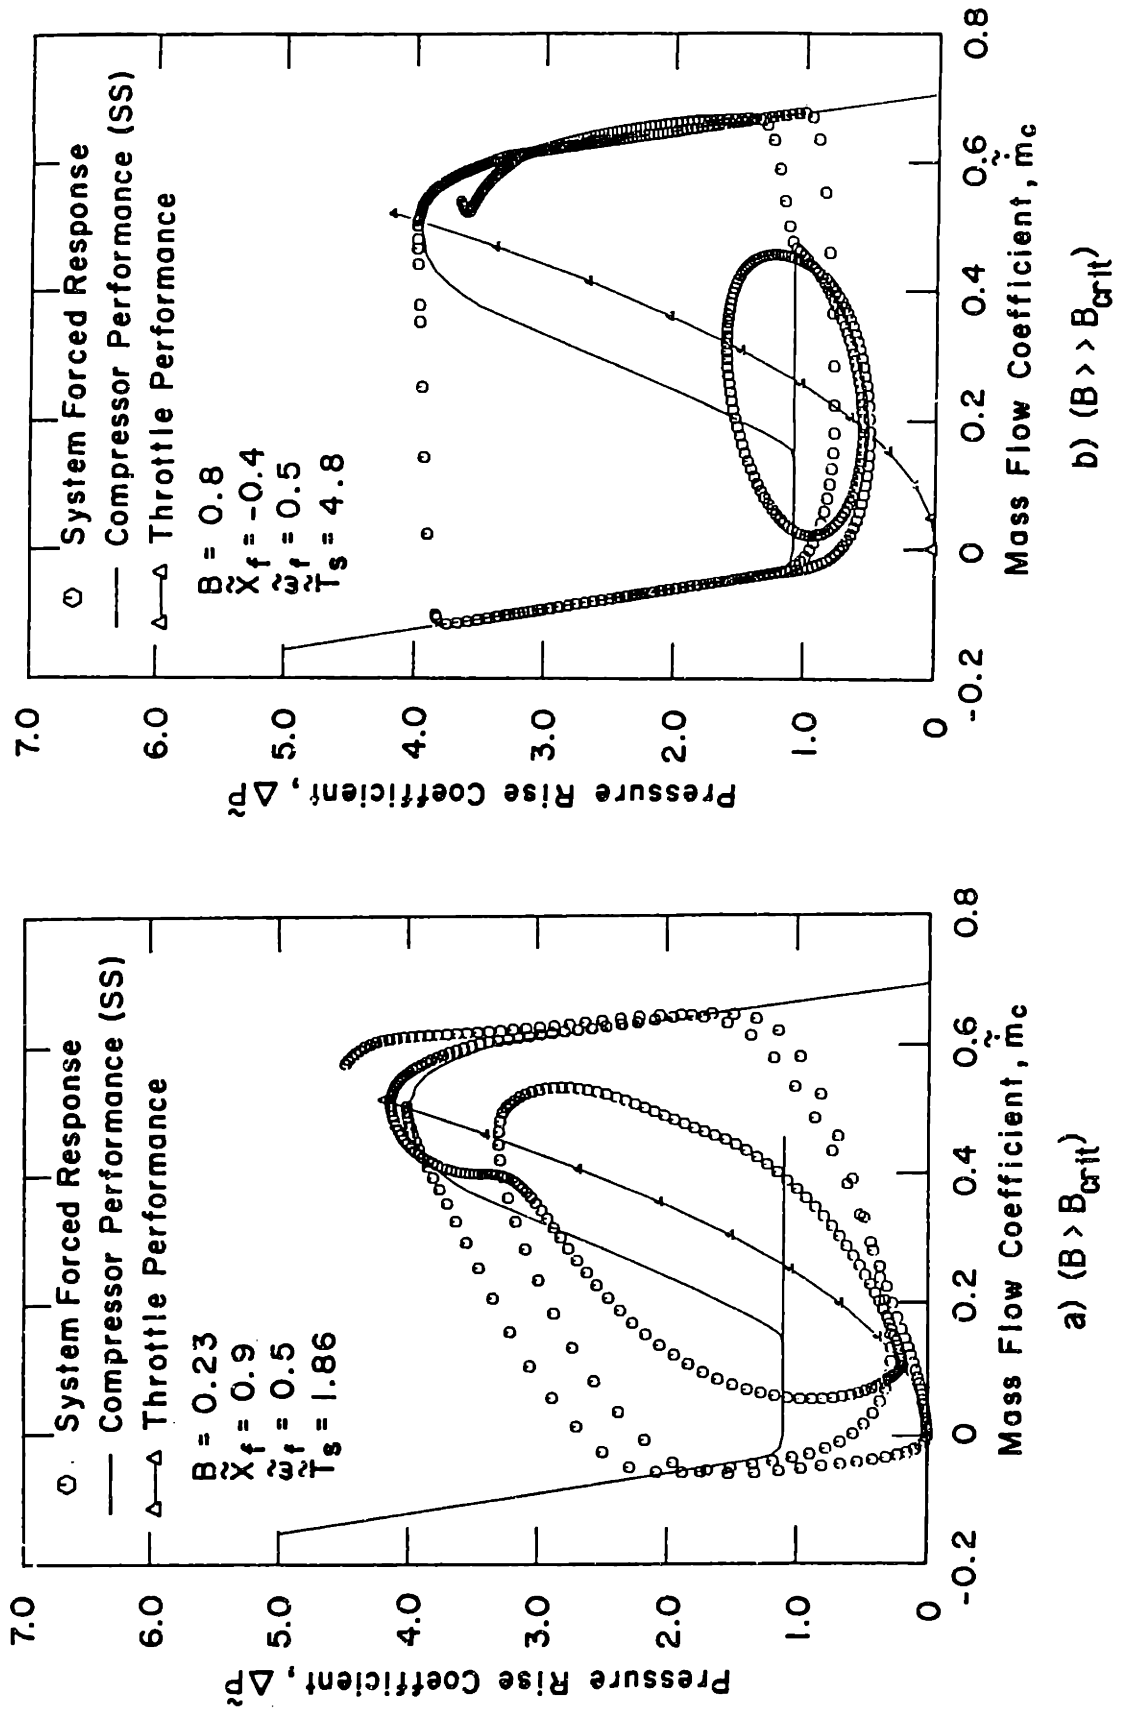 7.0
6.0
5.0
4.0
3.0
2.0
1.0
0
Pressure Rise Coefficient, ΔP̃
System Forced Response
Compressor Performance (SS)
Throttle Performance
B = 0.23
X̃f = 0.9
ω̃f = 0.5
T̃s = 1.86
-0.2
0
0.2
0.4
0.6
0.8
Mass Flow Coefficient, ṁ̃c
a) (B > Bcrit)
7.0
6.0
5.0
4.0
3.0
2.0
1.0
0
Pressure Rise Coefficient, ΔP̃
System Forced Response
Compressor Performance (SS)
Throttle Performance
B = 0.8
X̃f = -0.4
ω̃f = 0.5
T̃s = 4.8
-0.2
0
0.2
0.4
0.6
0.8
Mass Flow Coefficient, ṁ̃c
b) (B >> Bcrit)